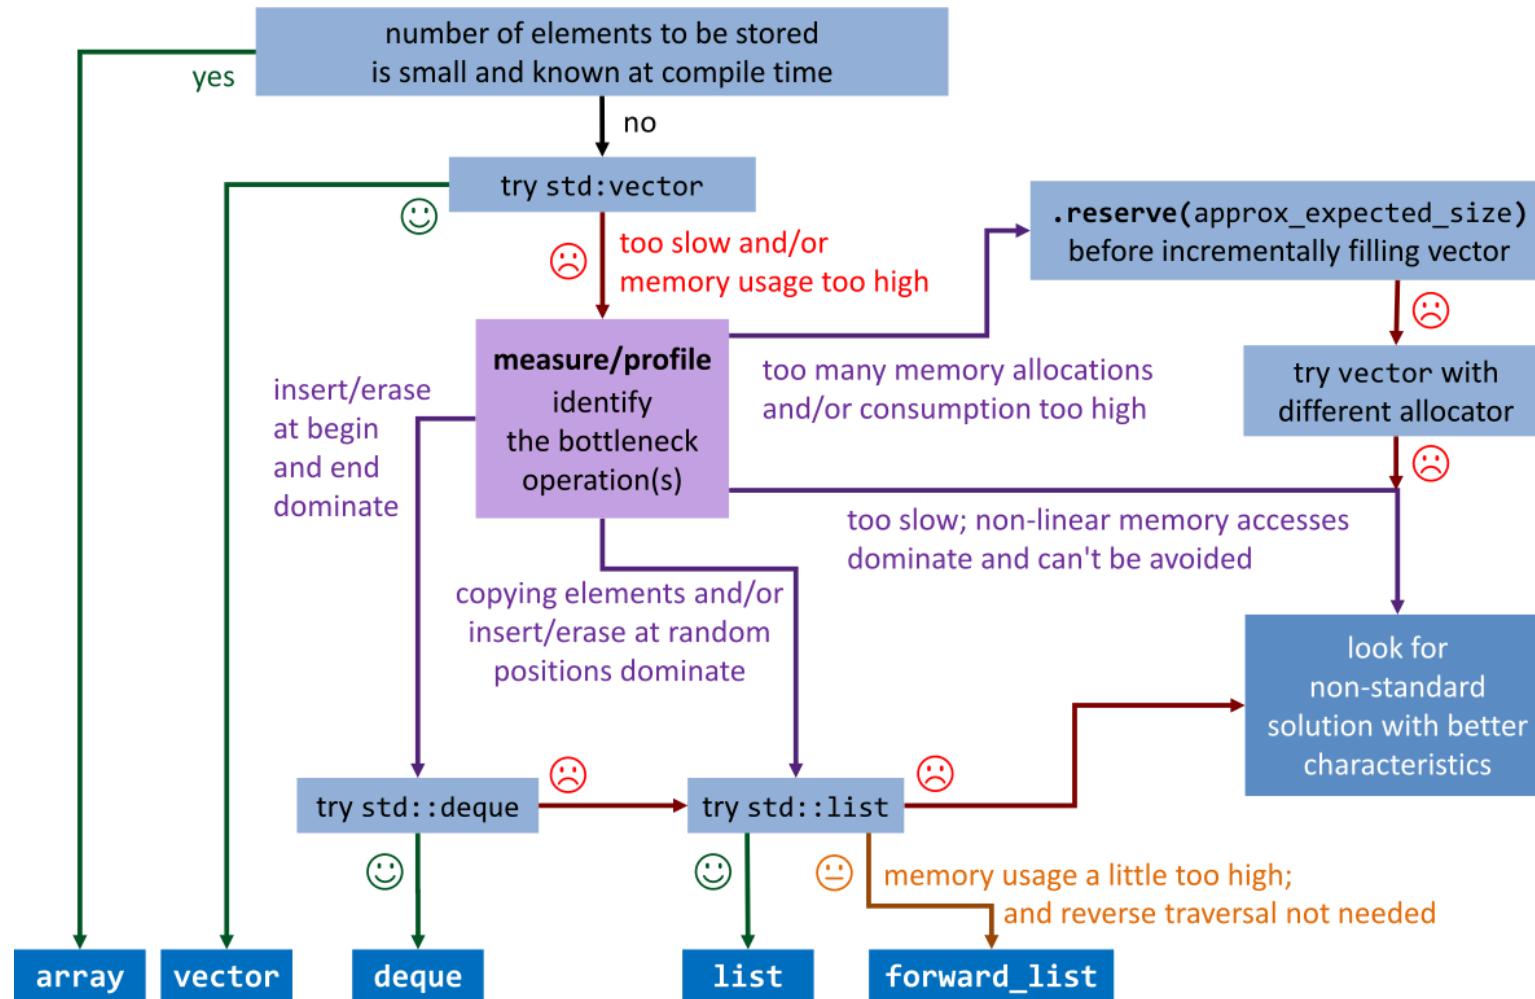 number of elements to be stored
is small and known at compile time
yes
no
try std:vector
too slow and/or
memory usage too high
.reserve(approx_expected_size)
before incrementally filling vector
measure/profile
identify
the bottleneck
operation(s)
insert/erase
at begin
and end
dominate
too many memory allocations
and/or consumption too high
try vector with
different allocator
too slow; non-linear memory accesses
dominate and can't be avoided
copying elements and/or
insert/erase at random
positions dominate
look for
non-standard
solution with better
characteristics
try std::deque
try std::list
memory usage a little too high;
and reverse traversal not needed
array
vector
deque
list
forward_list